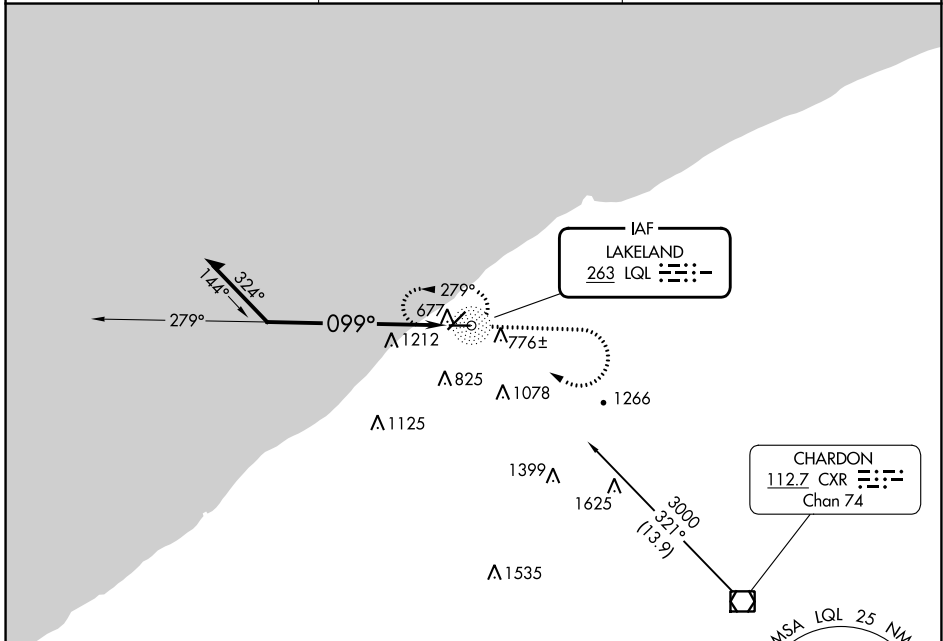 IAF
LAKELAND
263 LQL
324°
144°
279°
677
279°
099°
1212
776±
825
1078
1266
1125
CHARDON
112.7 CXR
Chan 74
1399
1625
3000
321°
(13.9)
1535
MSA LQL 25 NM